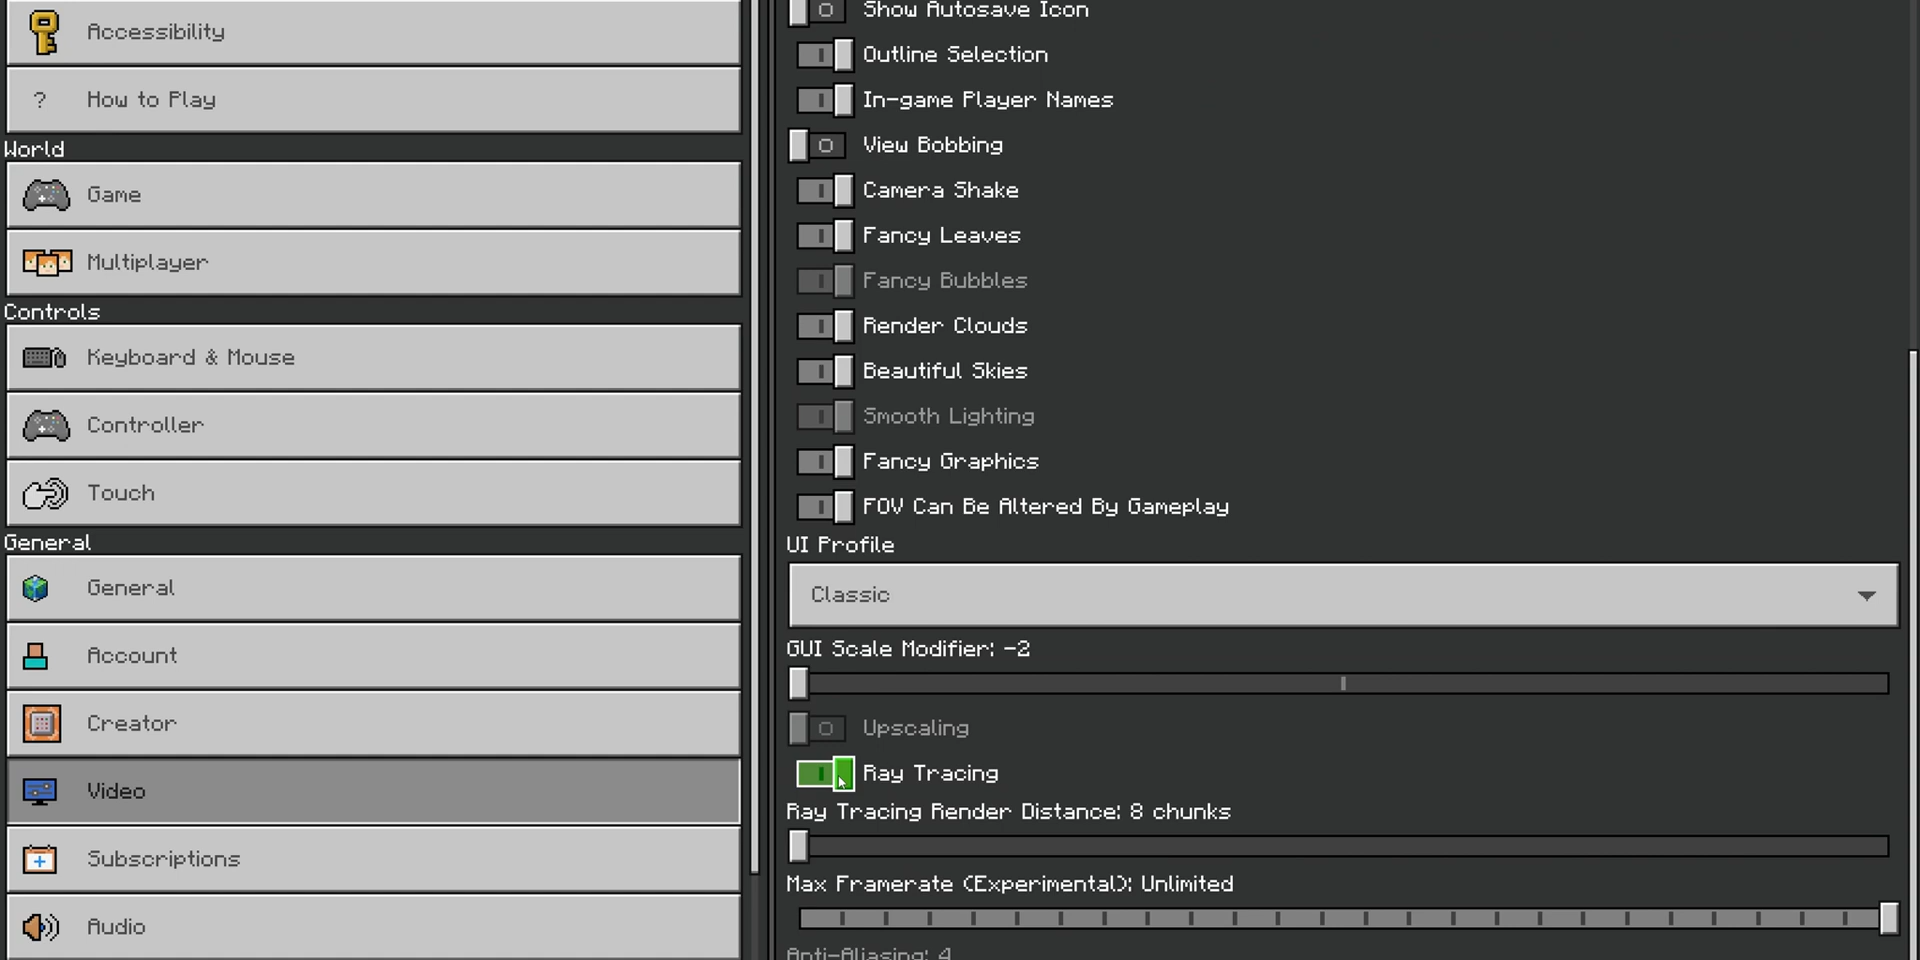 Accessibility
? How to Play
World
Game
Multiplayer
Controls
Keyboard & Mouse
Controller
Touch
General
General
Account
Creator
Video
Subscriptions
Audio
Show Autosave Icon
Outline Selection
In-game Player Names
View Bobbing
Camera Shake
Fancy Leaves
Fancy Bubbles
Render Clouds
Beautiful Skies
Smooth Lighting
Fancy Graphics
FOV Can Be Altered By Gameplay
UI Profile
Classic
GUI Scale Modifier: -2
Upscaling
Ray Tracing
Ray Tracing Render Distance: 8 chunks
Max Framerate (Experimental): Unlimited
Anti-Aliasing: 4